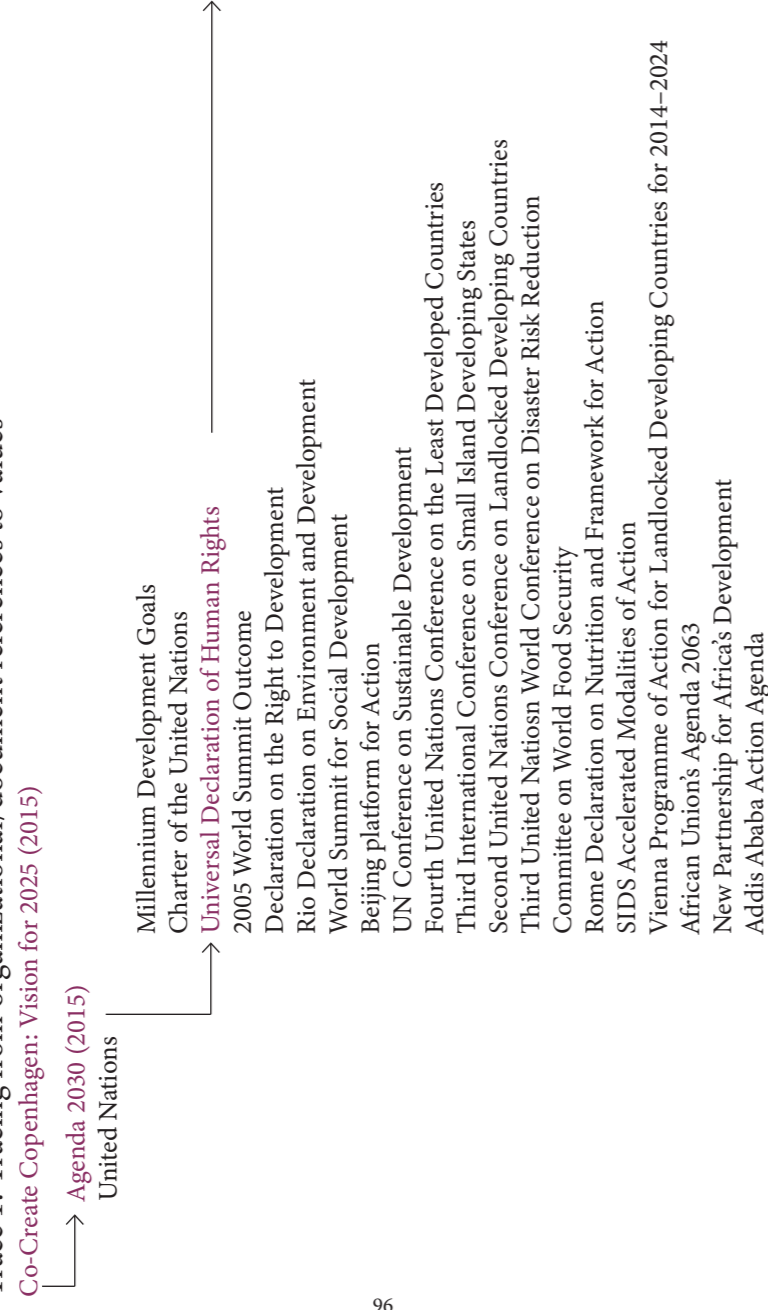 Co-Create Copenhagen: Vision for 2025 (2015)
Agenda 2030 (2015)
United Nations
Millennium Development Goals
Charter of the United Nations
Universal Declaration of Human Rights
2005 World Summit Outcome
Declaration on the Right to Development
Rio Declaration on Environment and Development
World Summit for Social Development
Beijing platform for Action
UN Conference on Sustainable Development
Fourth United Nations Conference on the Least Developed Countries
Third International Conference on Small Island Developing States
Second United Nations Conference on Landlocked Developing Countries
Third United Natiosn World Conference on Disaster Risk Reduction
Committee on World Food Security
Rome Declaration on Nutrition and Framework for Action
SIDS Accelerated Modalities of Action
Vienna Programme of Action for Landlocked Developing Countries for 2014–2024
African Union's Agenda 2063
New Partnership for Africa's Development
Addis Ababa Action Agenda
96